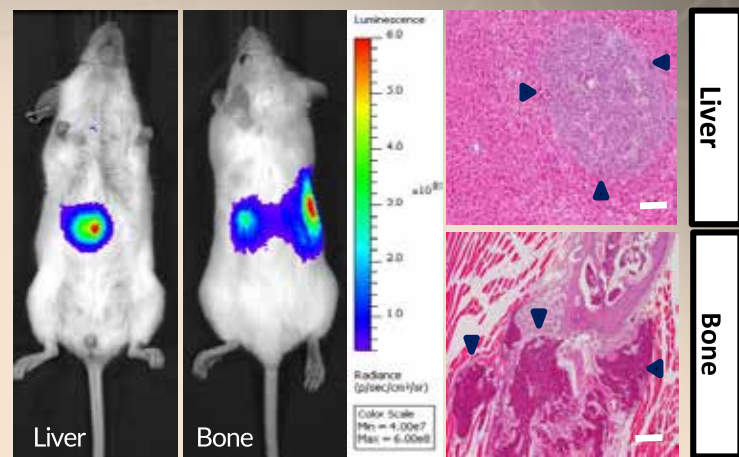 Liver
Bone
Luminescence
6.0
5.0
4.0
3.0
2.0
1.0
Radiance
(p/sec/cm²/sr)
Color Scale
Min = 4.00e7
Max = 6.00e8
Liver
Bone